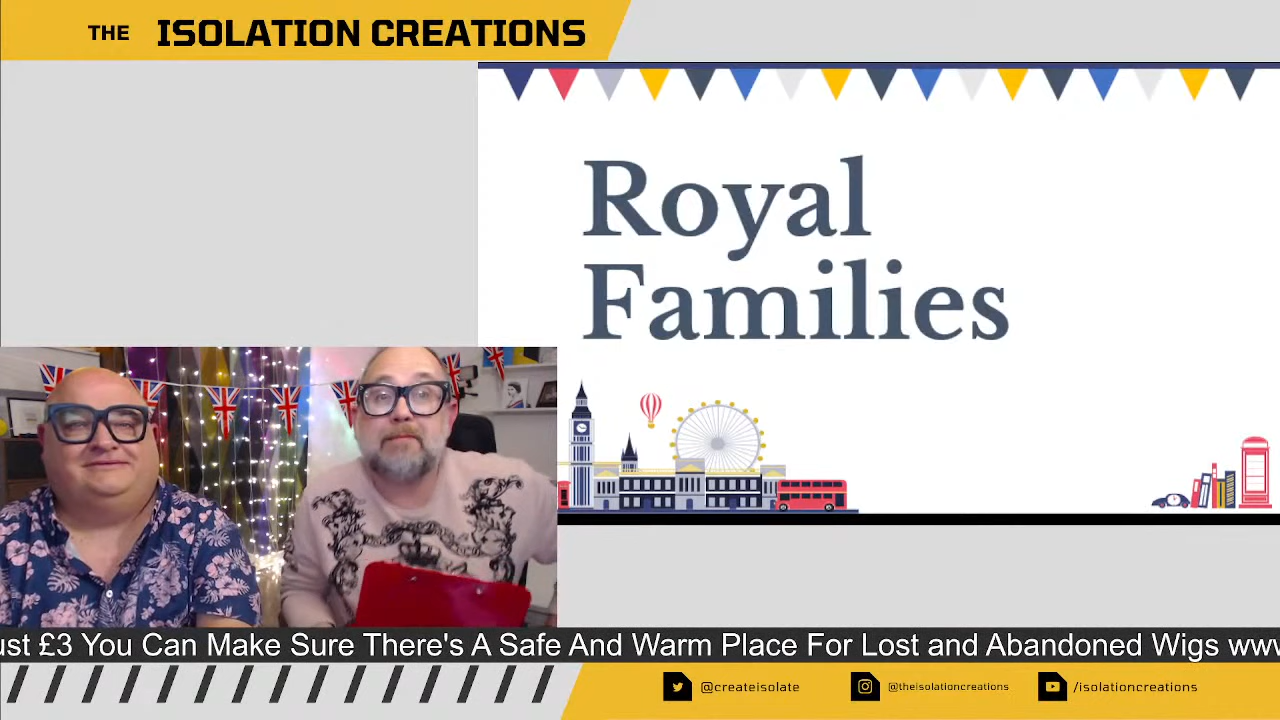 THE ISOLATION CREATIONS
Royal
Families
ust £3 You Can Make Sure There's A Safe And Warm Place For Lost and Abandoned Wigs www
@createisolate @theisolationcreations /isolationcreations